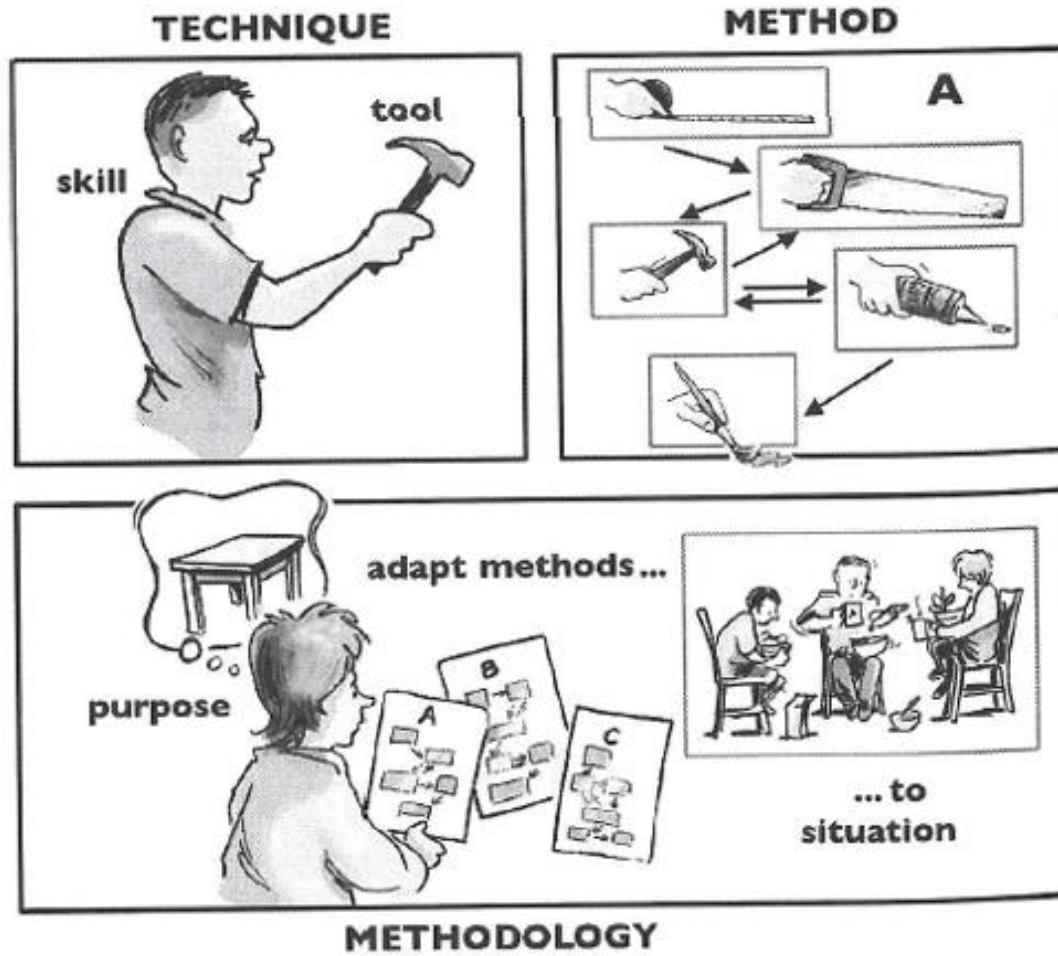 TECHNIQUE
METHOD
tool
skill
A
adapt methods...
purpose
A
B
C
... to
situation
METHODOLOGY